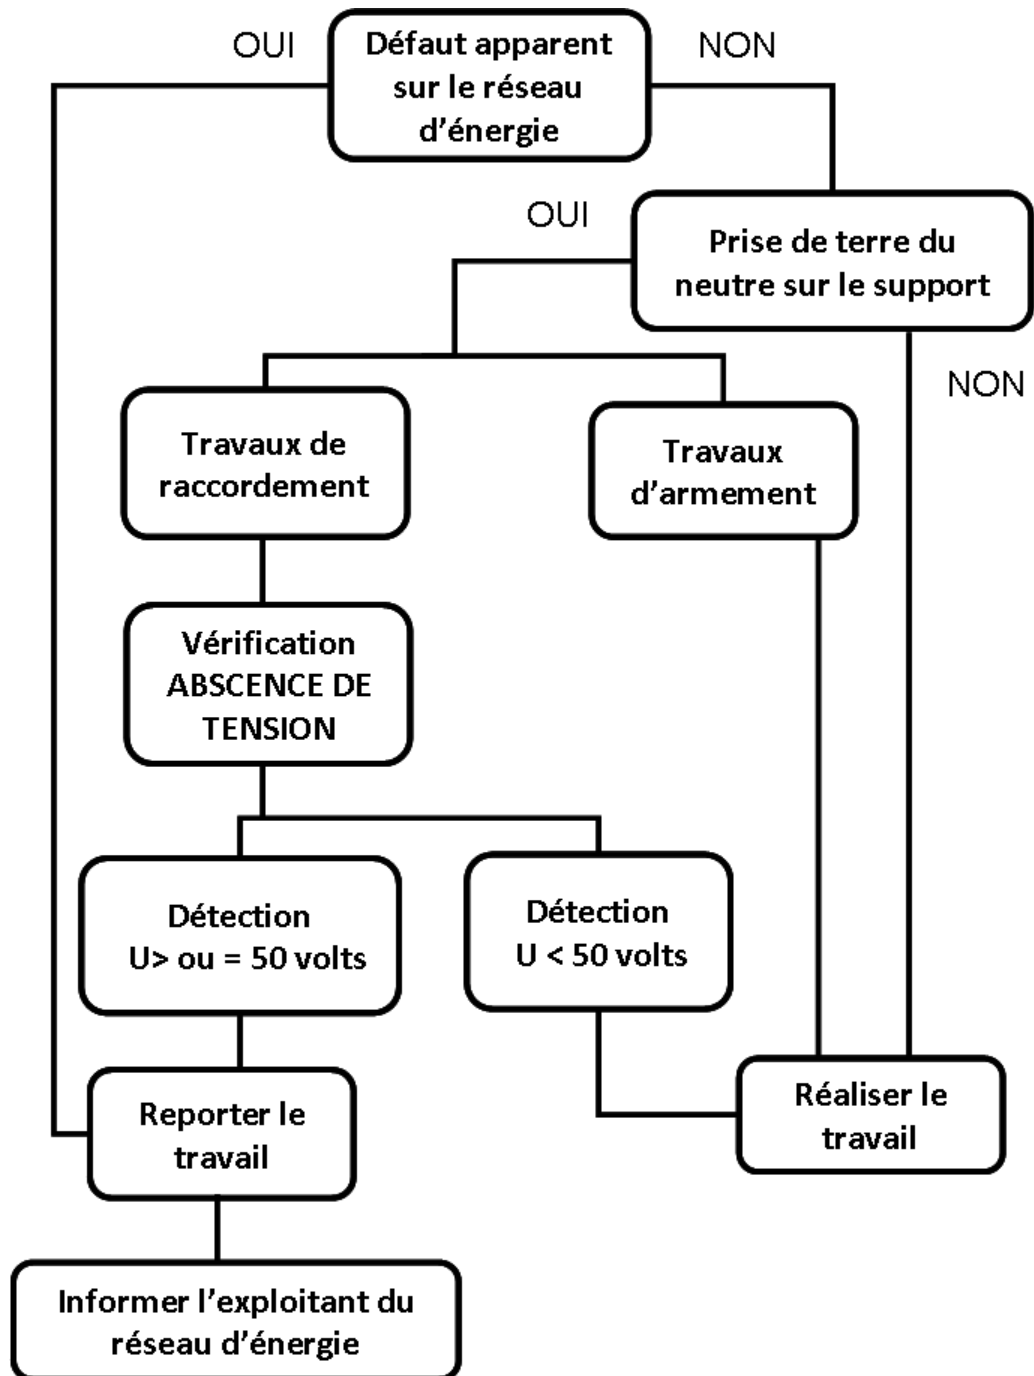 OUI
Défaut apparent
sur le réseau
d'énergie
NON
OUI
Prise de terre du
neutre sur le support
NON
Travaux de
raccordement
Travaux
d'armement
Vérification
ABSCENCE DE
TENSION
Détection
U> ou = 50 volts
Détection
U < 50 volts
Reporter le
travail
Réaliser le
travail
Informer l'exploitant du
réseau d'énergie